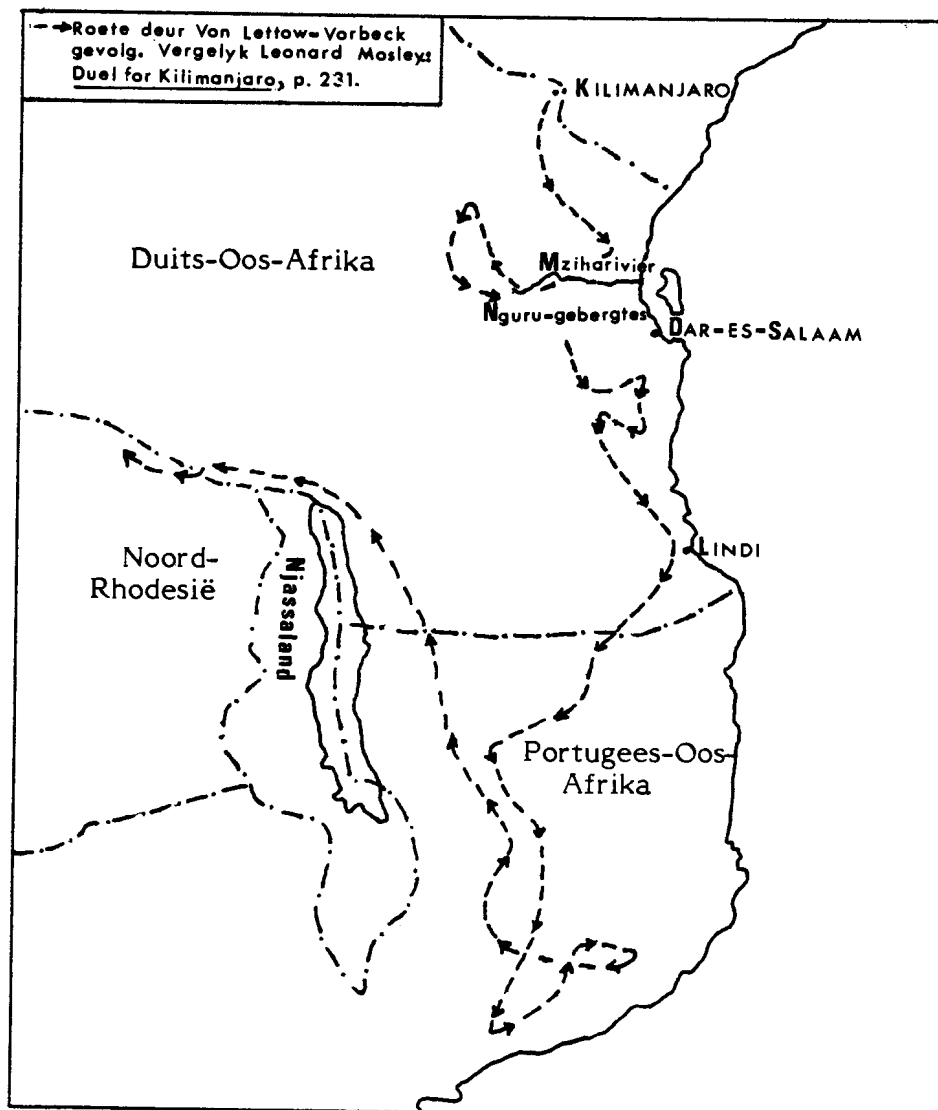 Roete deur Von Lettow-Vorbeck
gevolg. Vergelyk Leonard Mosley:
Duel for Kilimanjaro, p. 231.
KILIMANJARO
Duits-Oos-Afrika
Mziharivier
Nguru-gebergtes
DAR-ES-SALAAM
LINDI
Noord-
Rhodesië
Njassaland
Portugees-Oos-
Afrika